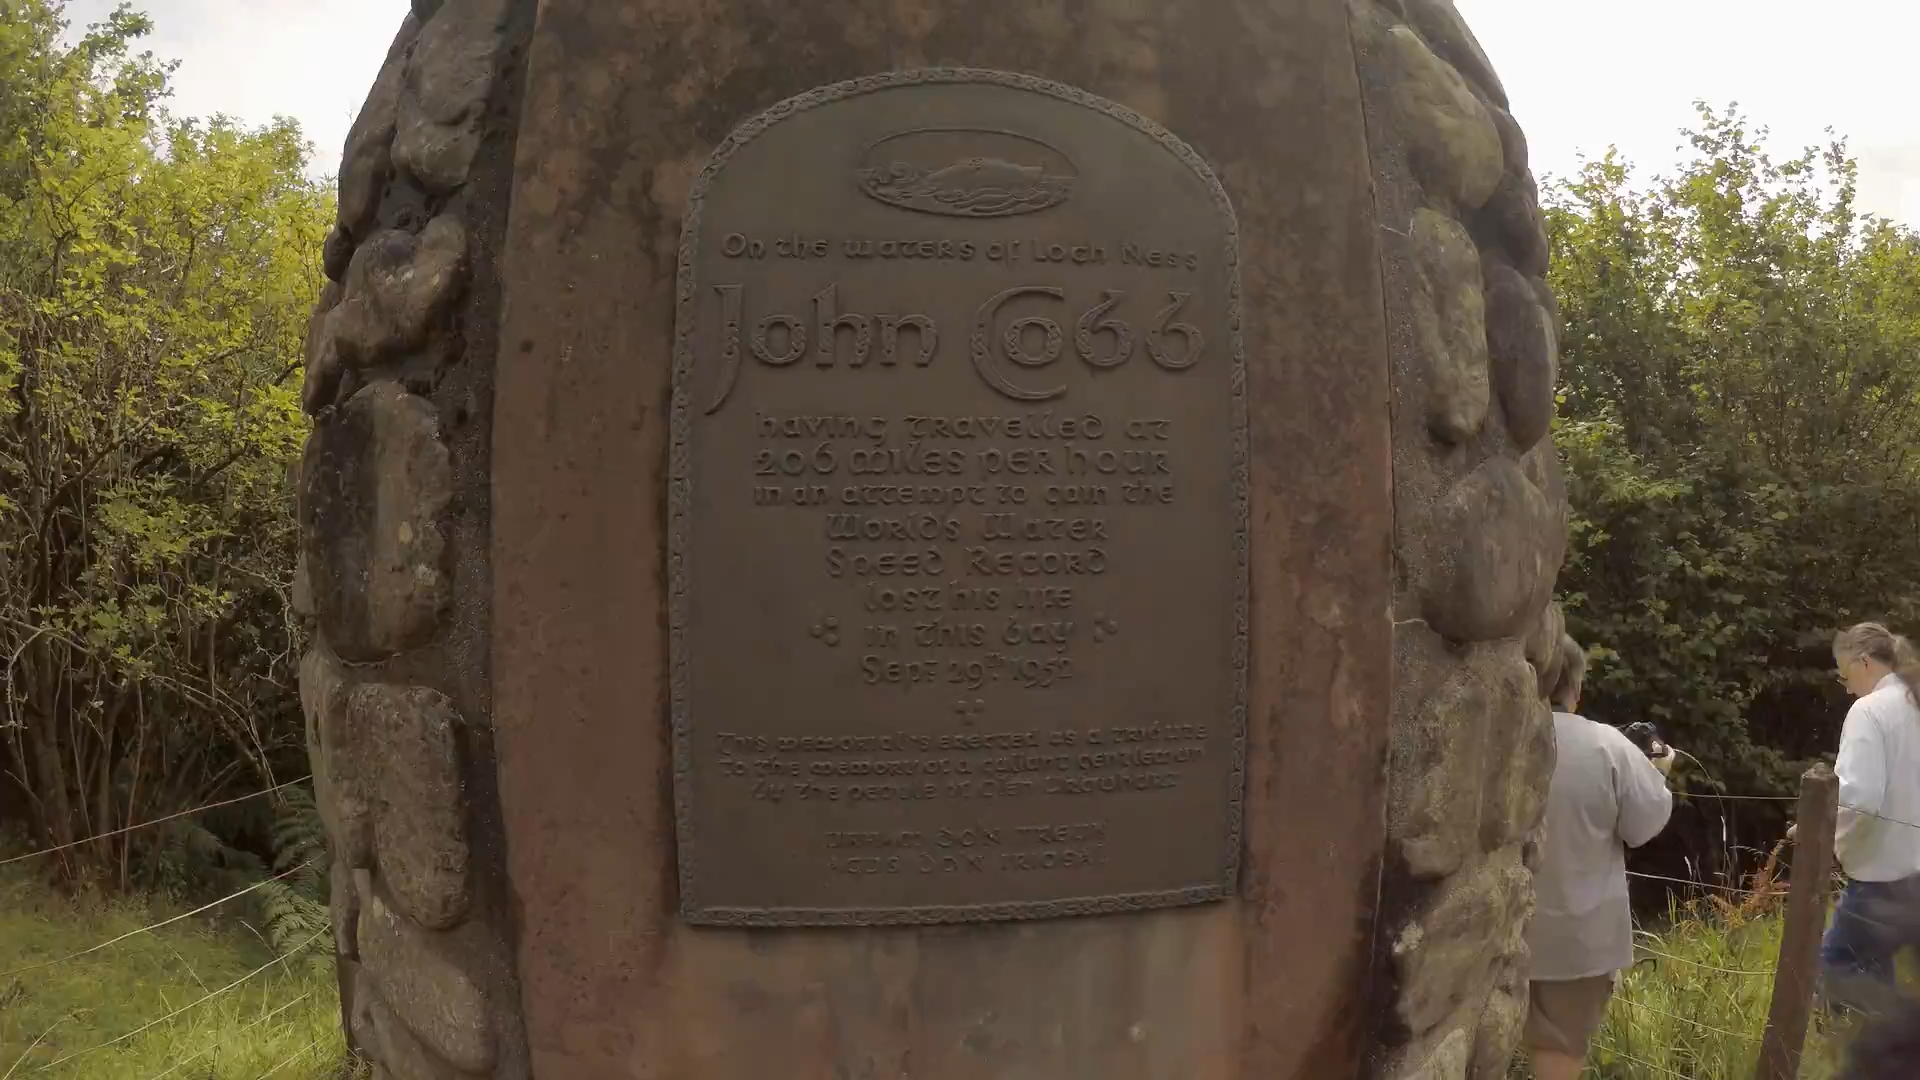 On the waters of Loch Ness
John Cobb
having travelled at
206 miles per hour
in an attempt to gain the
Worlds Water
Speed Record
lost his life
in this bay
Sept 29th 1952
This memorial is erected as a tribute
to the memory of a gallant gentleman
by the people of Glen Urquhart